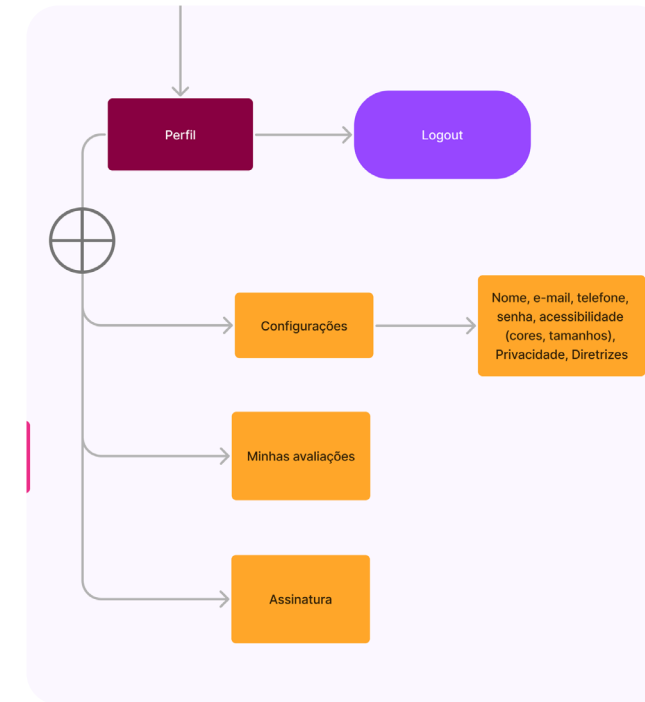 Perfil
Logout
Configurações
Nome, e-mail, telefone,
senha, acessibilidade
(cores, tamanhos),
Privacidade, Diretrizes
Minhas avaliações
Assinatura